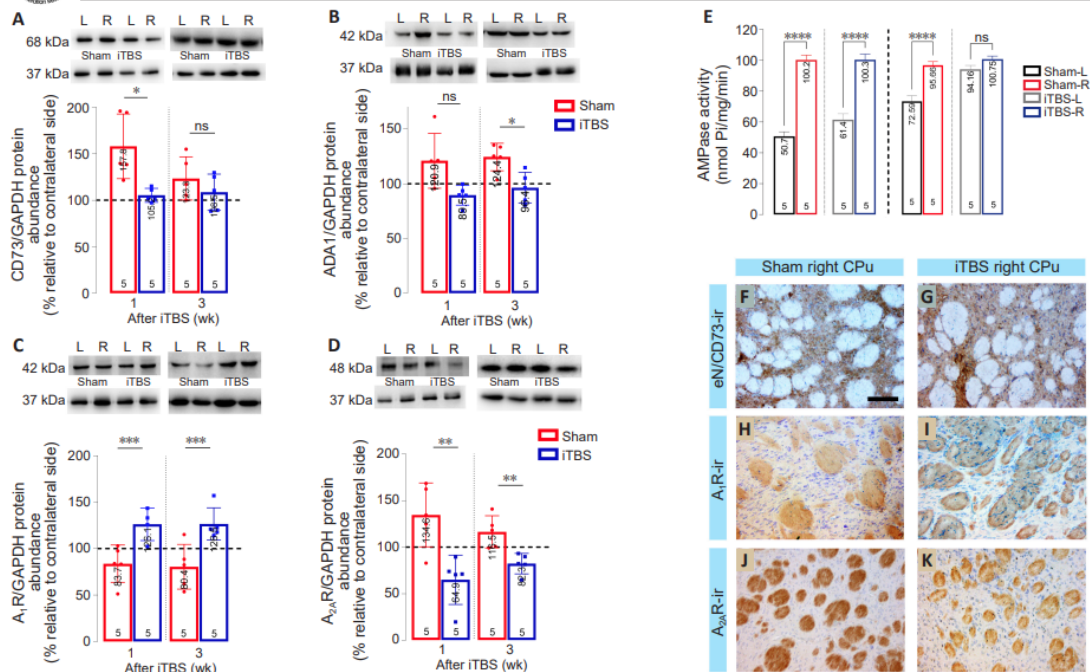 A
L R L R
68 kDa
Sham iTBS
37 kDa
CD73/GAPDH protein
abundance
(% relative to contralateral side)
200
150
100
50
0
*
ns
157.8
5 5 5 5
1 3
After iTBS (wk)
Sham
iTBS
B
L R L R L R L R
42 kDa
Sham iTBS Sham iTBS
37 kDa
ADA1/GAPDH protein
abundance
(% relative to contralateral side)
200
150
100
50
0
ns
*
120.9
124.4
5 5 5 5
1 3
After iTBS (wk)
E
AMPase activity
(nmol Pi/mg/min)
120
100
80
60
40
20
0
**** **** **** ns
50.7 100.2 61.4 100.3 72.59 95.66 94.16 100.75
5 5 5 5 5 5 5 5
Sham-L
Sham-R
iTBS-L
iTBS-R
C
L R L R L R L R
42 kDa
Sham iTBS Sham iTBS
37 kDa
A1R/GAPDH protein
abundance
(% relative to contralateral side)
200
150
100
50
0
*** ***
83.7
5 5 5 5
1 3
After iTBS (wk)
Sham
iTBS
D
L R L R L R L R
48 kDa
Sham iTBS Sham iTBS
37 kDa
A2AR/GAPDH protein
abundance
(% relative to contralateral side)
200
150
100
50
0
** **
134.6 64.9
5 5 5 5
1 3
After iTBS (wk)
Sham right CPu iTBS right CPu
eN/CD73-ir
F G
A1R-ir
H I
A2AR-ir
J K